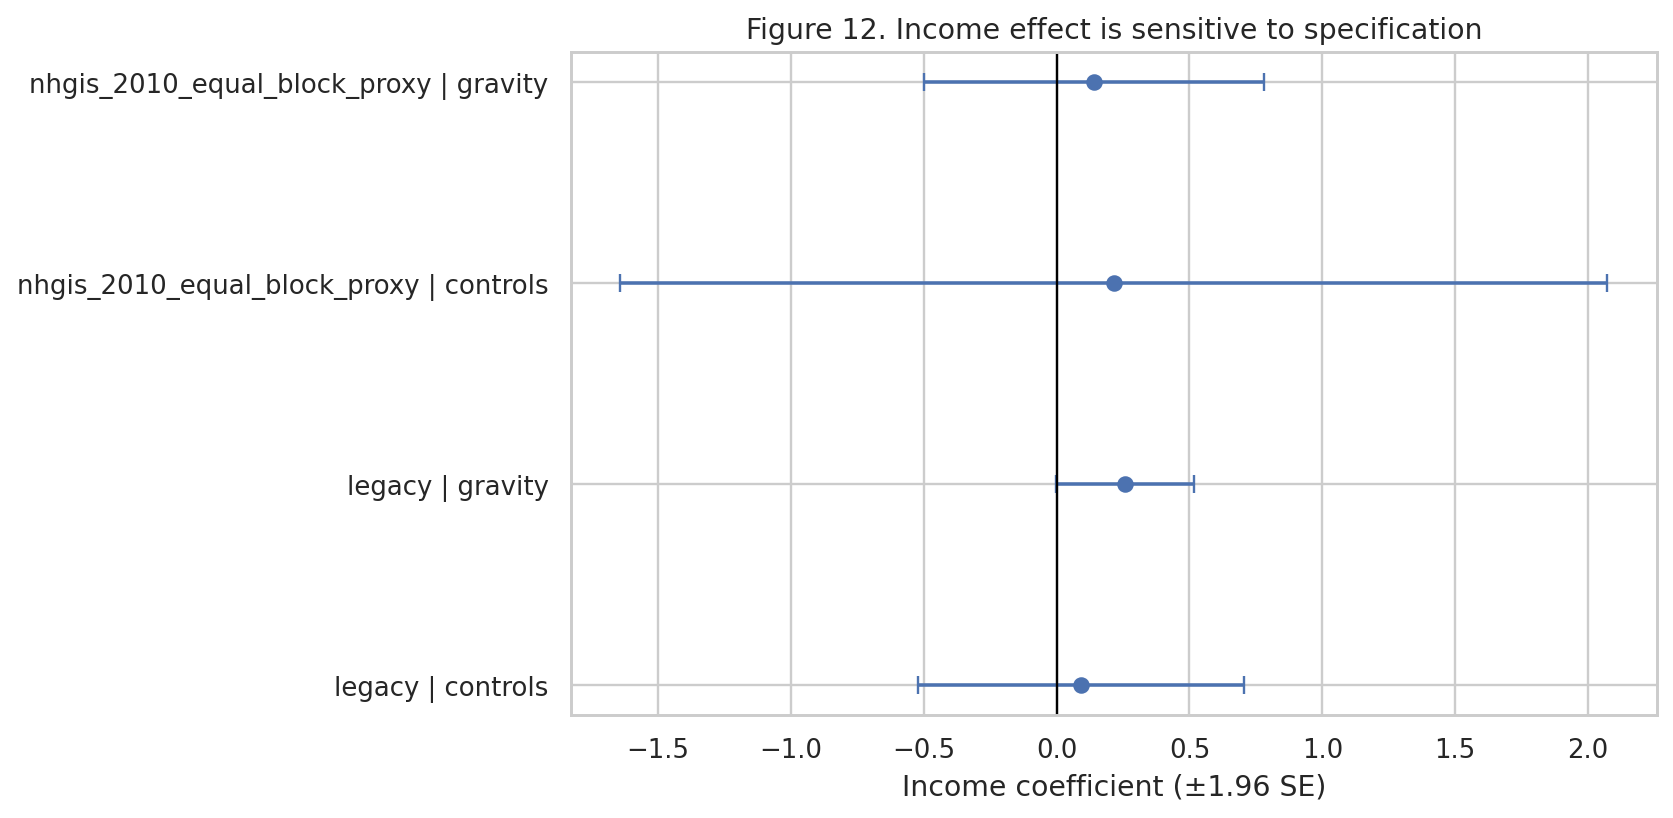 Figure 12. Income effect is sensitive to specification
nhgis_2010_equal_block_proxy | gravity
nhgis_2010_equal_block_proxy | controls
legacy | gravity
legacy | controls
−1.5 −1.0 −0.5 0.0 0.5 1.0 1.5 2.0
Income coefficient (±1.96 SE)